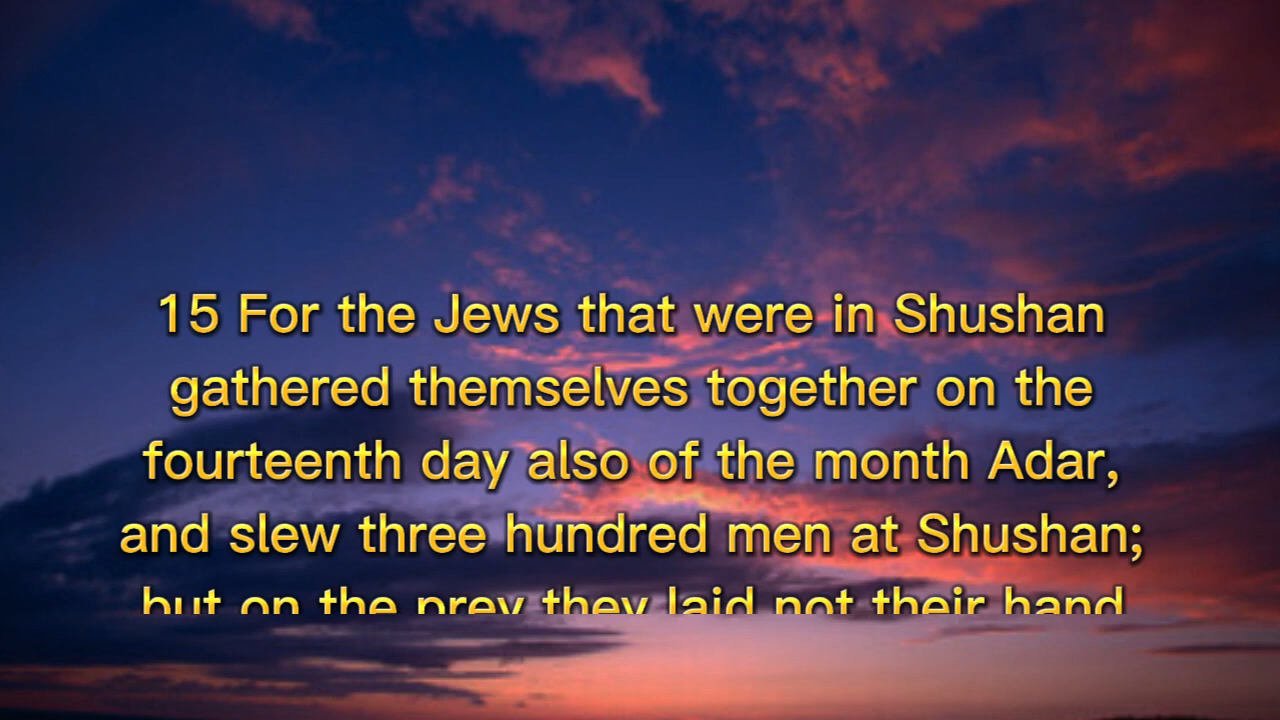 15 For the Jews that were in Shushan
gathered themselves together on the
fourteenth day also of the month Adar,
and slew three hundred men at Shushan;
but on the prey they laid not their hand